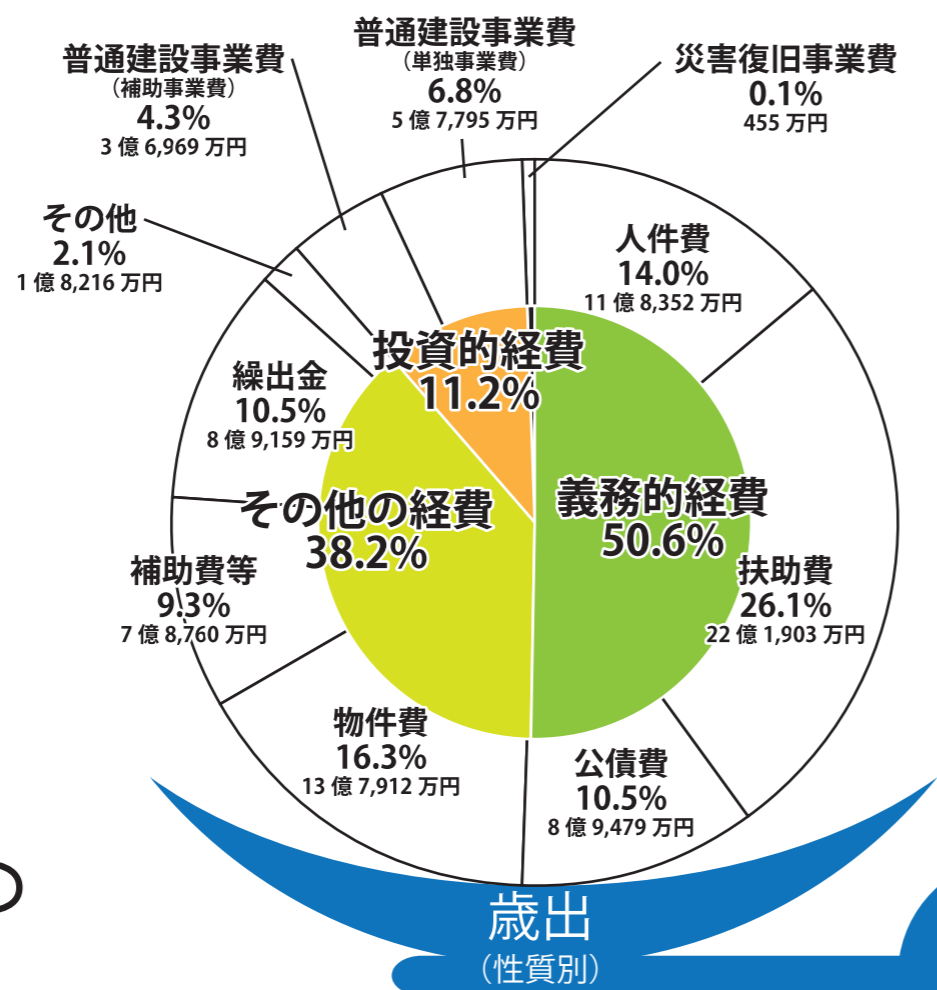 普通建設事業費
（単独事業費）
6.8%
5 億 7,795 万円
普通建設事業費
（補助事業費）
4.3%
3 億 6,969 万円
災害復旧事業費
0.1%
455 万円
その他
2.1%
1 億 8,216 万円
人件費
14.0%
11 億 8,352 万円
投資的経費
11.2%
繰出金
10.5%
8 億 9,159 万円
その他の経費
38.2%
義務的経費
50.6%
補助費等
9.3%
7 億 8,760 万円
扶助費
26.1%
22 億 1,903 万円
物件費
16.3%
13 億 7,912 万円
公債費
10.5%
8 億 9,479 万円
歳出
（性質別）